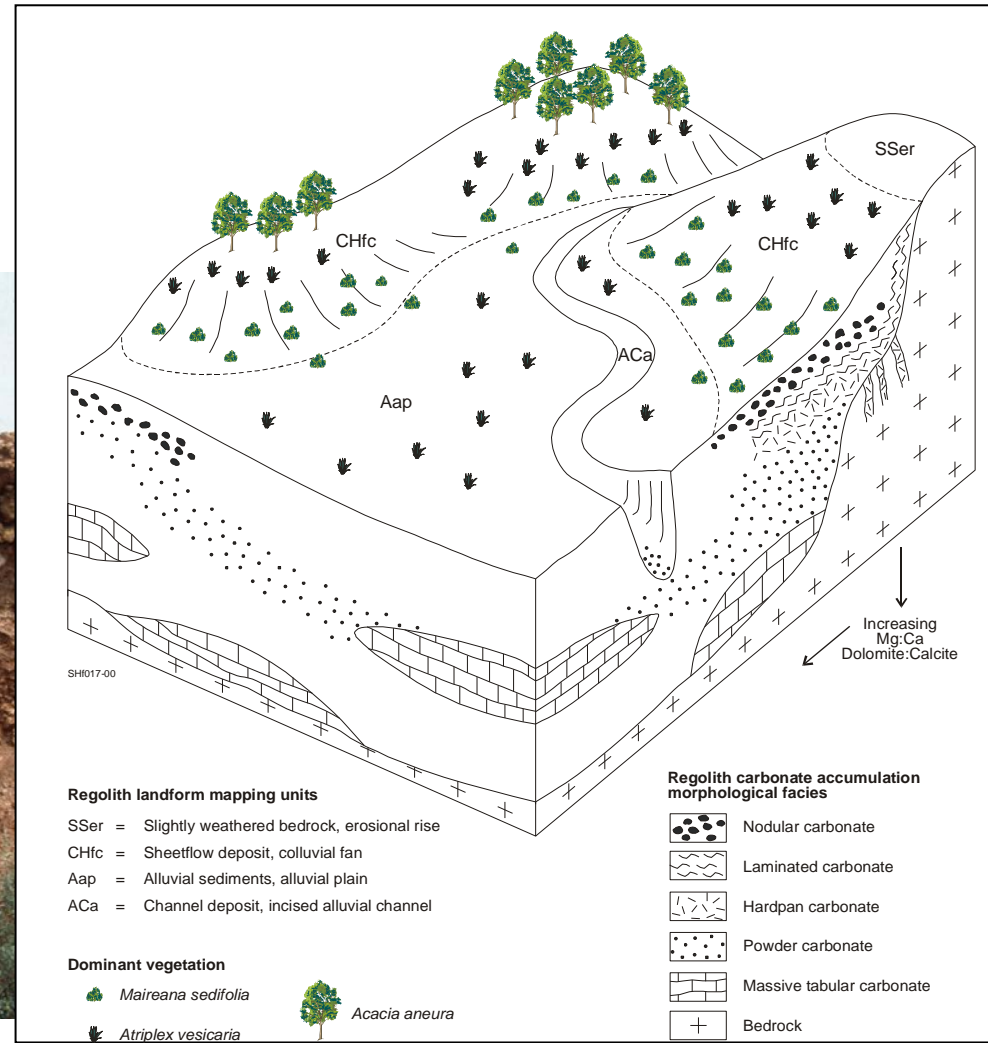 SSer
CHfc
CHfc
ACa
Aap
Increasing
Mg:Ca
Dolomite:Calcite
SHf017-00
Regolith landform mapping units
SSer = Slightly weathered bedrock, erosional rise
CHfc = Sheetflow deposit, colluvial fan
Aap = Alluvial sediments, alluvial plain
ACa = Channel deposit, incised alluvial channel
Dominant vegetation
Maireana sedifolia
Atriplex vesicaria
Acacia aneura
Regolith carbonate accumulation
morphological facies
Nodular carbonate
Laminated carbonate
Hardpan carbonate
Powder carbonate
Massive tabular carbonate
Bedrock